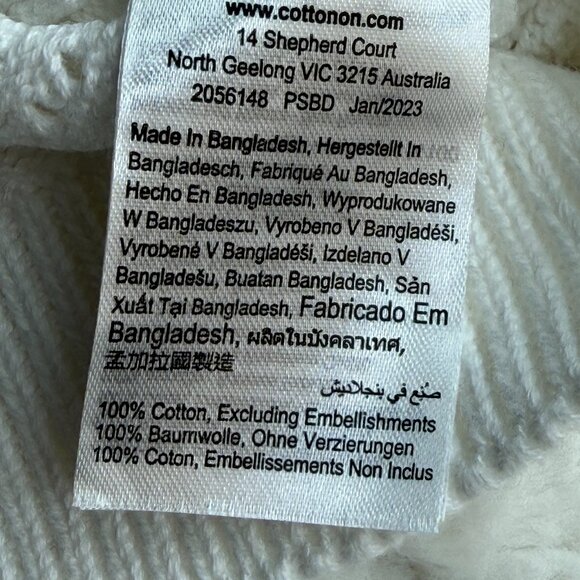 www.cottonon.com
14 Shepherd Court
North Geelong VIC 3215 Australia
2056148 PSBD Jan/2023
Made In Bangladesh, Hergestellt In
Bangladesch, Fabriqué Au Bangladesh,
Hecho En Bangladesh, Wyprodukowane
W Bangladeszu, Vyrobeno V Bangladéši,
Vyrobené V Bangladéši, Izdelano V
Bangladešu, Buatan Bangladesh, Sản
Xuất Tại Bangladesh, Fabricado Em
Bangladesh, ผลิตในบังคลาเทศ,
孟加拉國製造
صُنع في بنجلاديش
100% Cotton, Excluding Embellishments
100% Baumwolle, Ohne Verzierungen
100% Coton, Embellissements Non Inclus